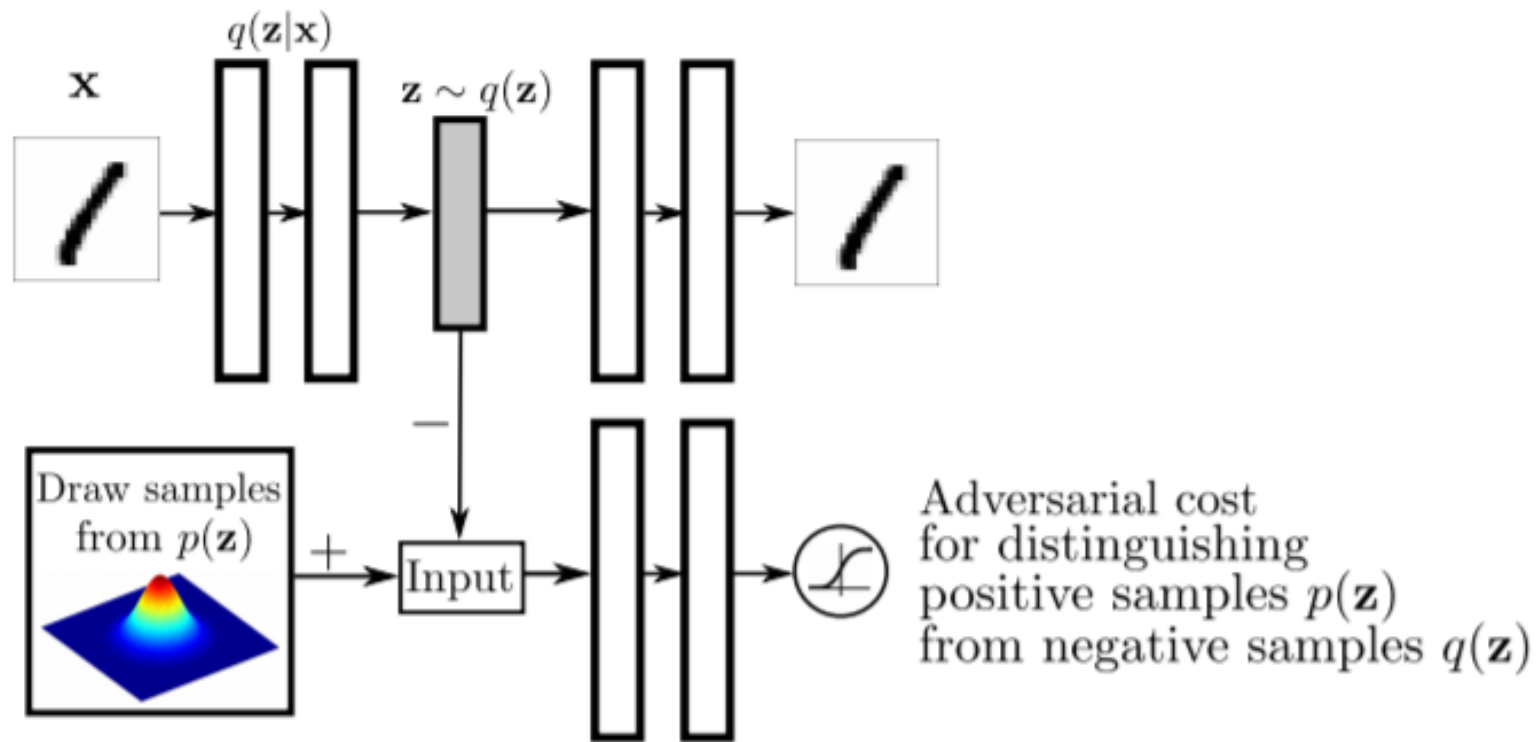 q(z|x)
x
z ∼ q(z)
−
Draw samples
from p(z)
+
Input
Adversarial cost
for distinguishing
positive samples p(z)
from negative samples q(z)